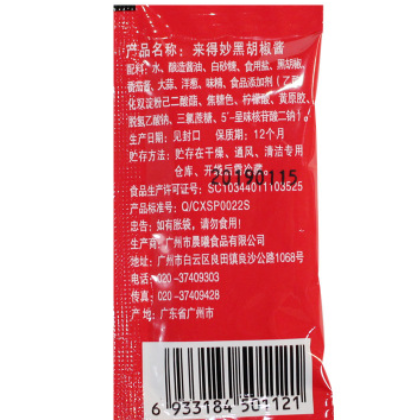 产品名称：来得妙黑胡椒酱
配料：水、酿造酱油、白砂糖、食用盐、黑胡椒、
番茄酱、大蒜、洋葱、味精、食品添加剂（乙酰
化双淀粉己二酸酯、焦糖色、柠檬酸、黄原胶、
脱氢乙酸钠、三氯蔗糖、5'-呈味核苷酸二钠）。
生产日期：见封口 保质期：12个月
贮存方法：贮存在干燥、通风、清洁专用
仓库、开袋后需冷藏
20190115
食品生产许可证号：SC10344011103525
产品标准号：Q/CXSP0022S
忠告：如有胀袋，请勿食用！
生产商：广州市晨曦食品有限公司
地址：广州市白云区良田镇良沙公路1068号
电话：020-37409303
传真：020-37409428
产地：广东省广州市
6 933184 501121